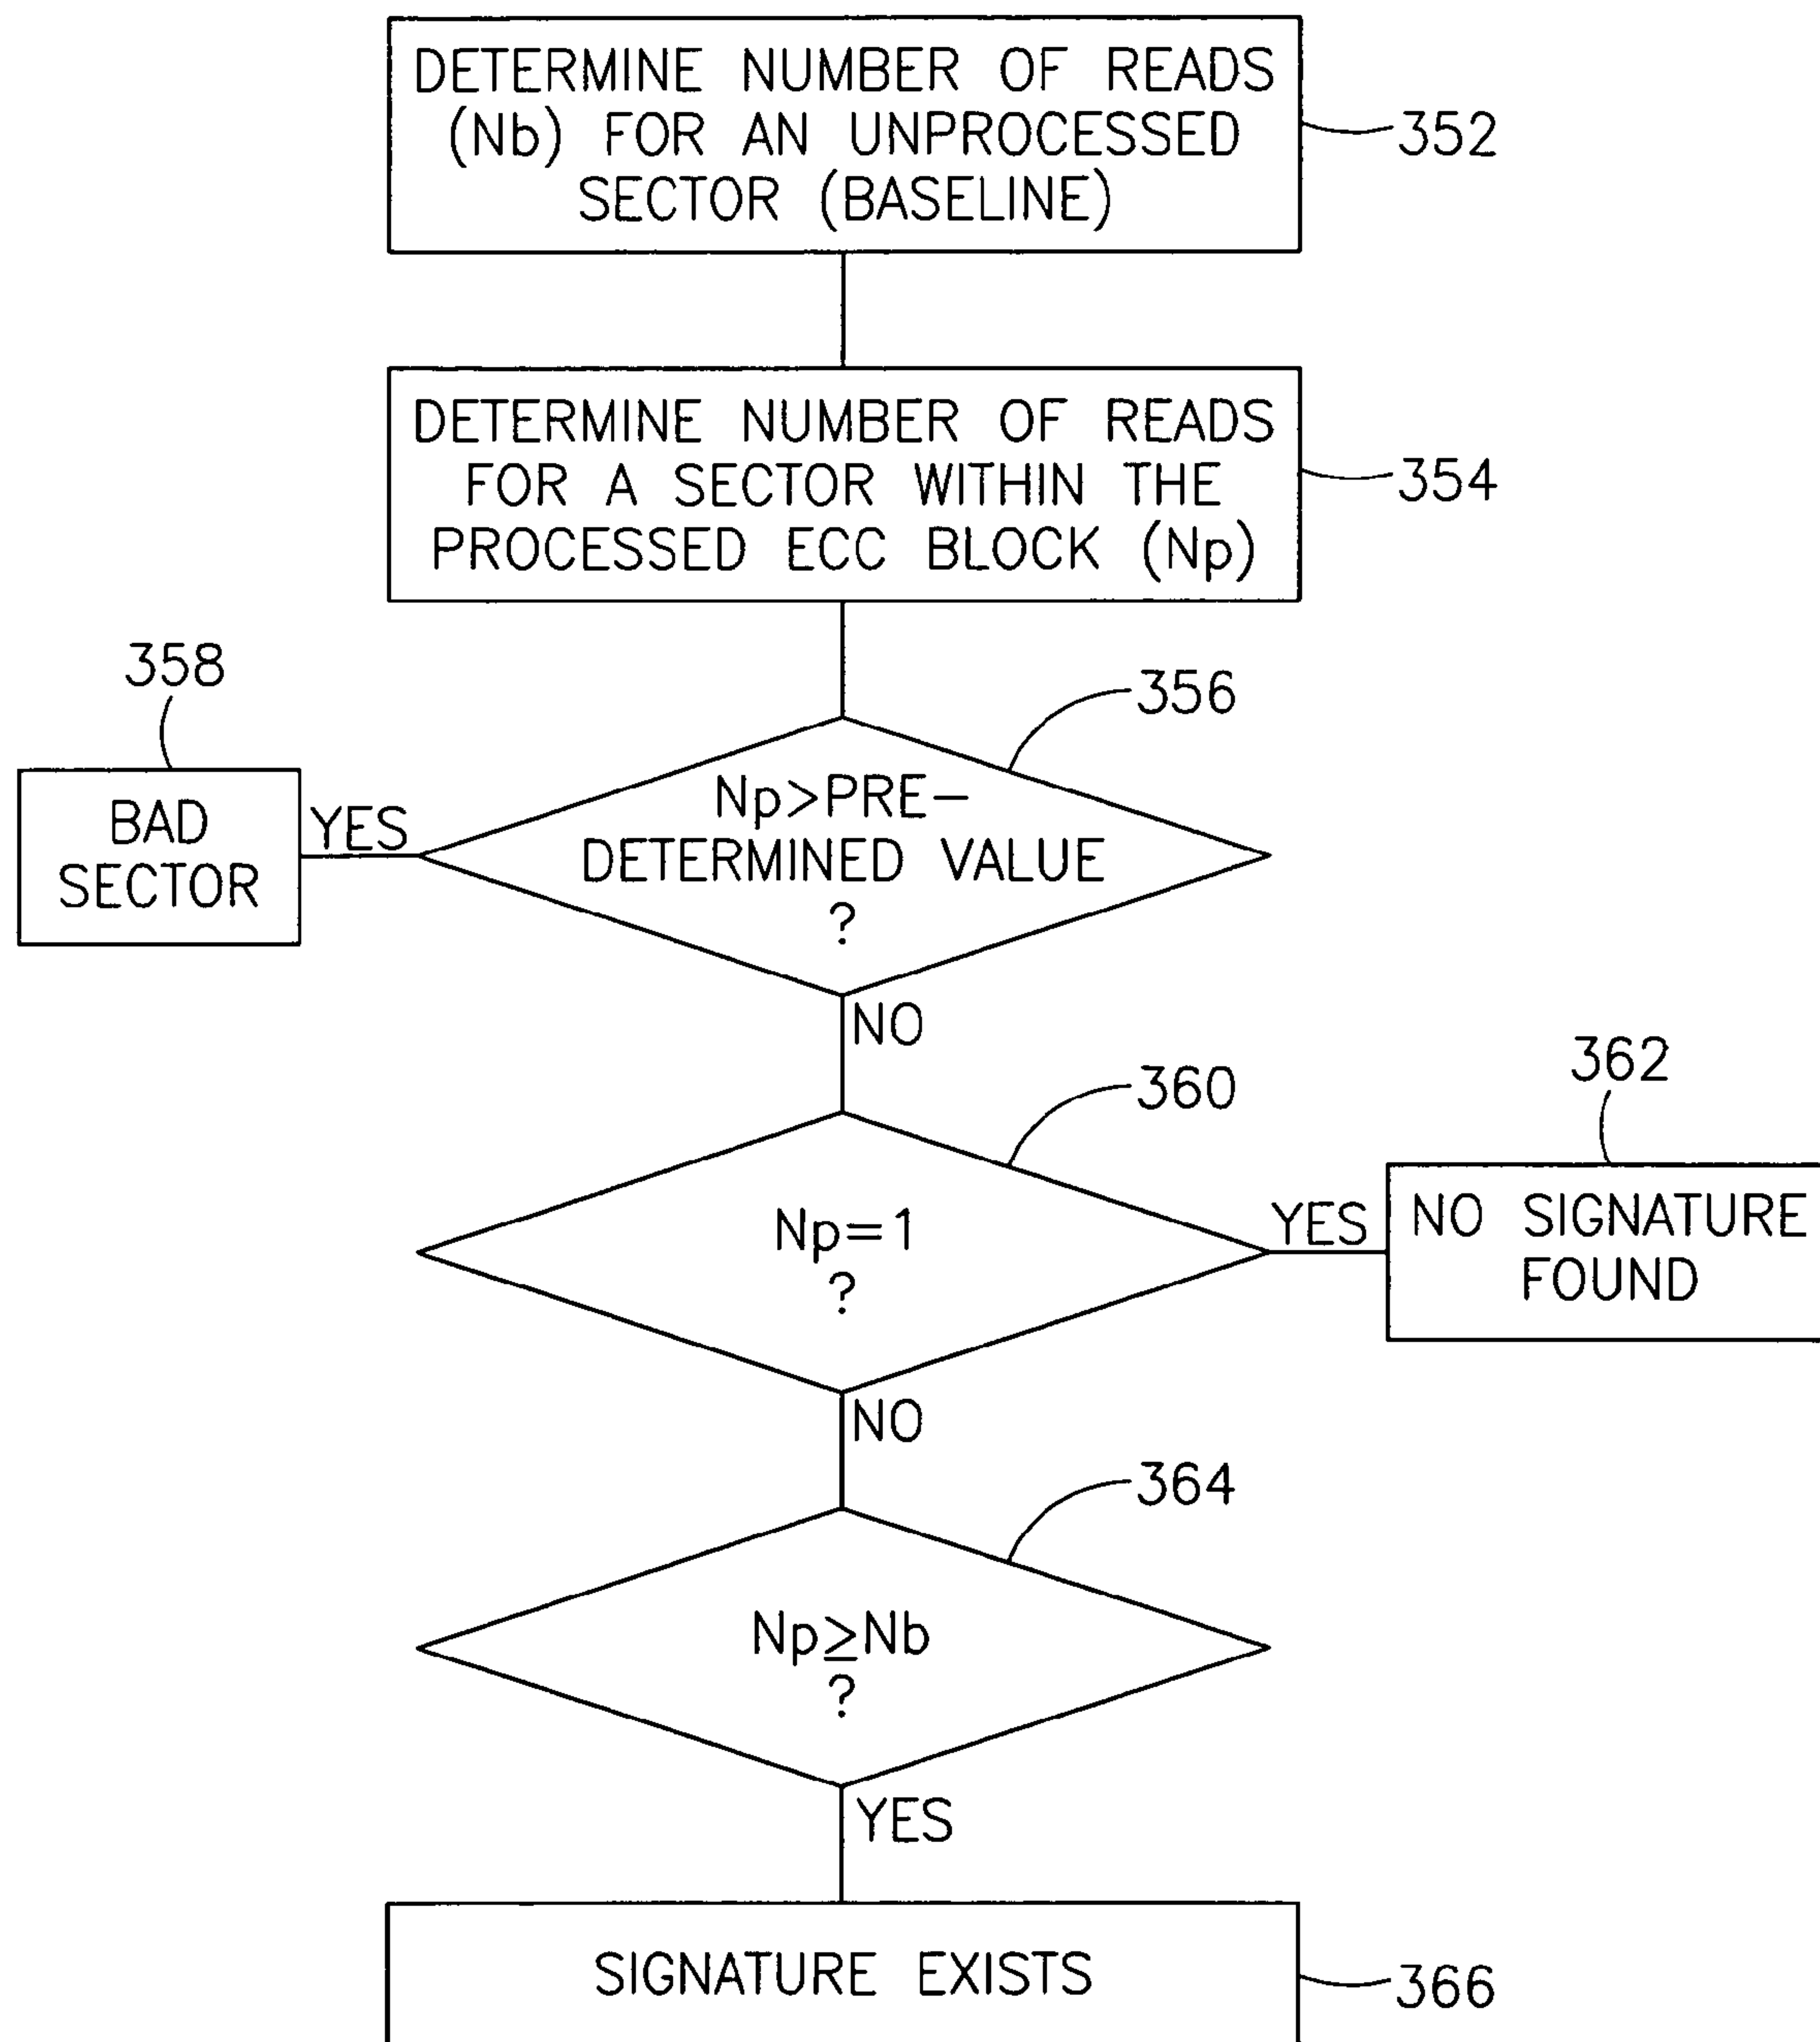 DETERMINE NUMBER OF READS
(Nb) FOR AN UNPROCESSED
SECTOR (BASELINE)
352
DETERMINE NUMBER OF READS
FOR A SECTOR WITHIN THE
PROCESSED ECC BLOCK (Np)
354
358
356
BAD
SECTOR
YES
Np>PRE-
DETERMINED VALUE
?
NO
360
362
Np=1
?
YES
NO SIGNATURE
FOUND
NO
364
Np≥Nb
?
YES
SIGNATURE EXISTS
366